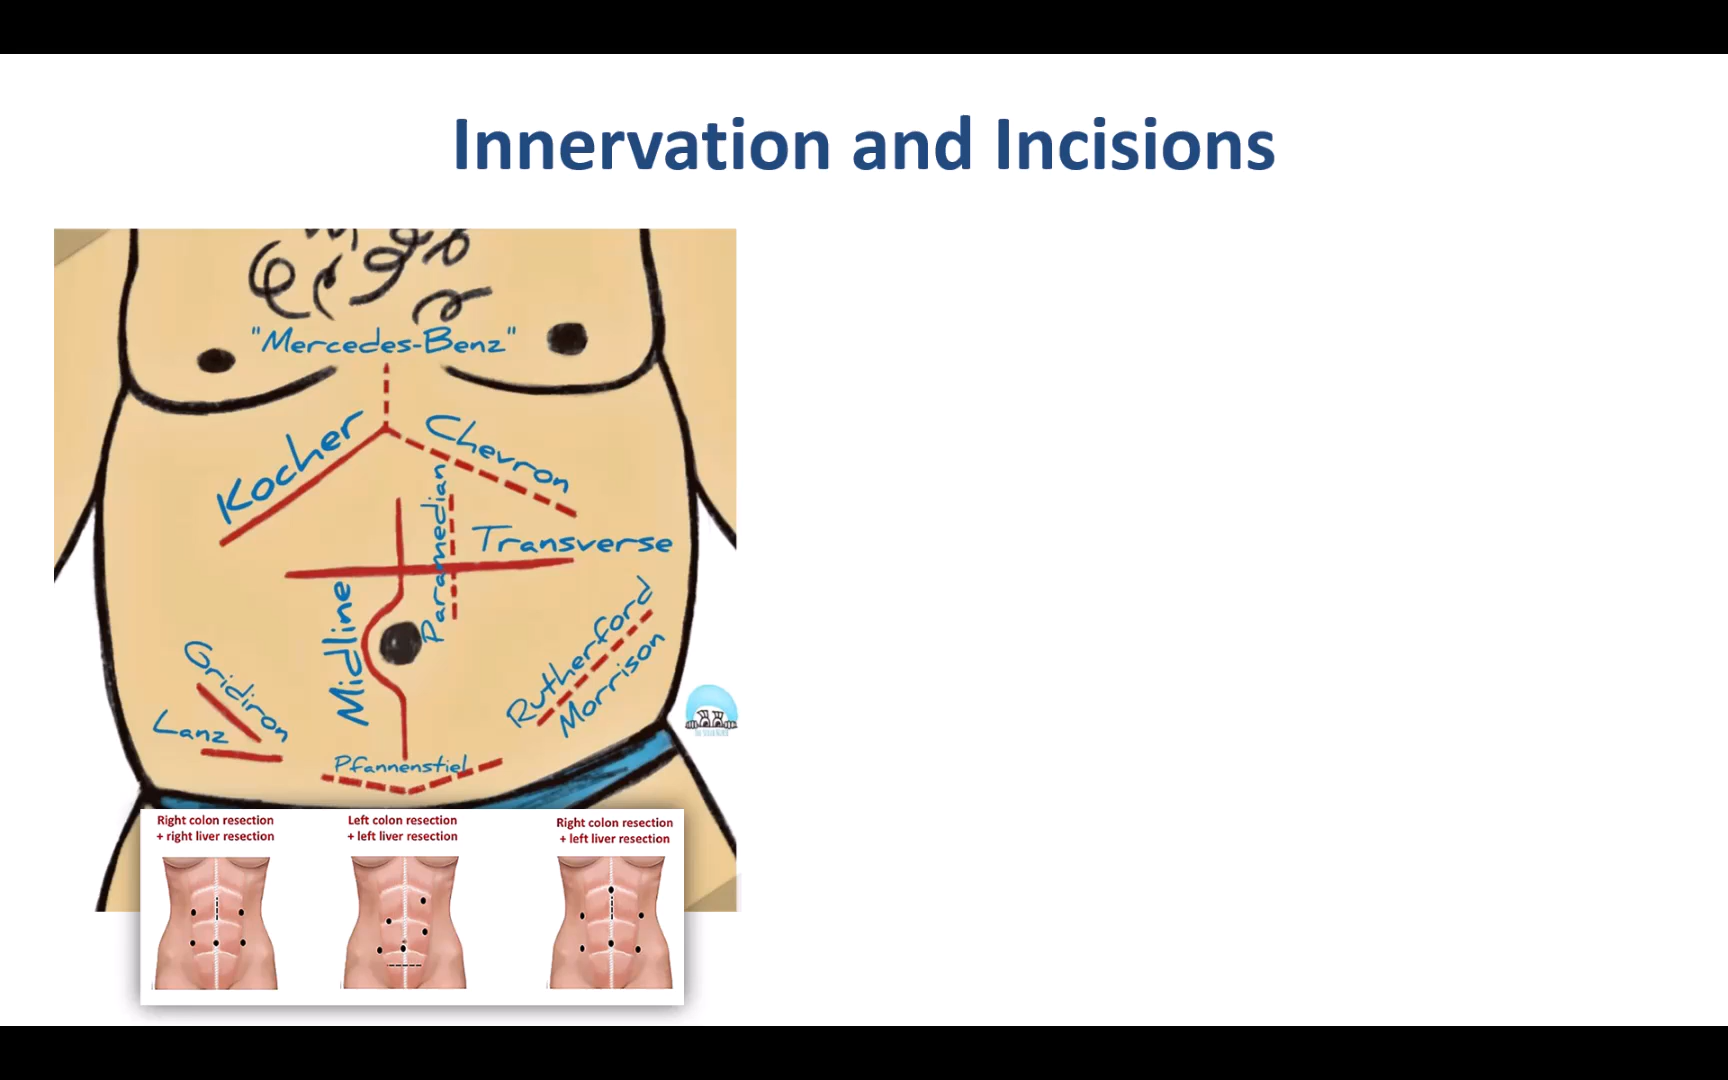 Innervation and Incisions
"Mercedes-Benz"
Kocher
Chevron
Paramedian
Transverse
Midline
Gridiron
Lanz
Rutherford
Morrison
Pfannenstiel
Right colon resection
+ right liver resection
Left colon resection
+ left liver resection
Right colon resection
+ left liver resection